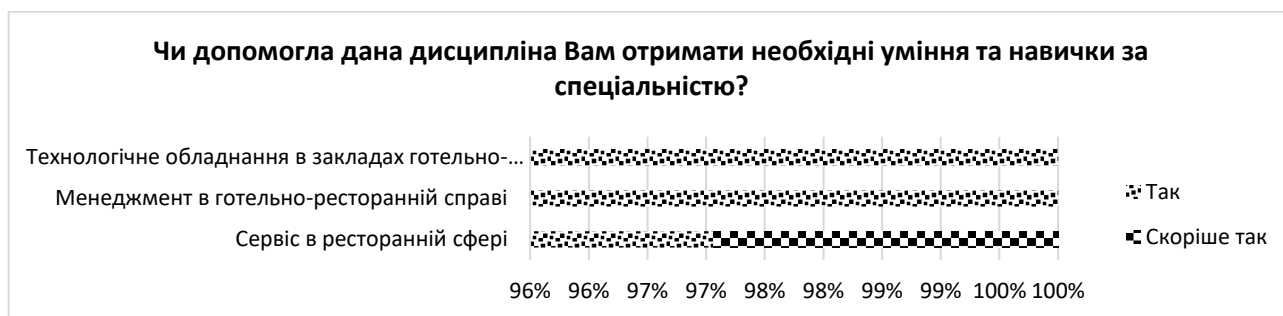 Чи допомогла дана дисципліна Вам отримати необхідні уміння та навички за
спеціальністю?
Технологічне обладнання в закладах готельно-...
Менеджмент в готельно-ресторанній справі
Сервіс в ресторанній сфері
Так
Скоріше так
96% 96% 97% 97% 98% 98% 99% 99% 100% 100%